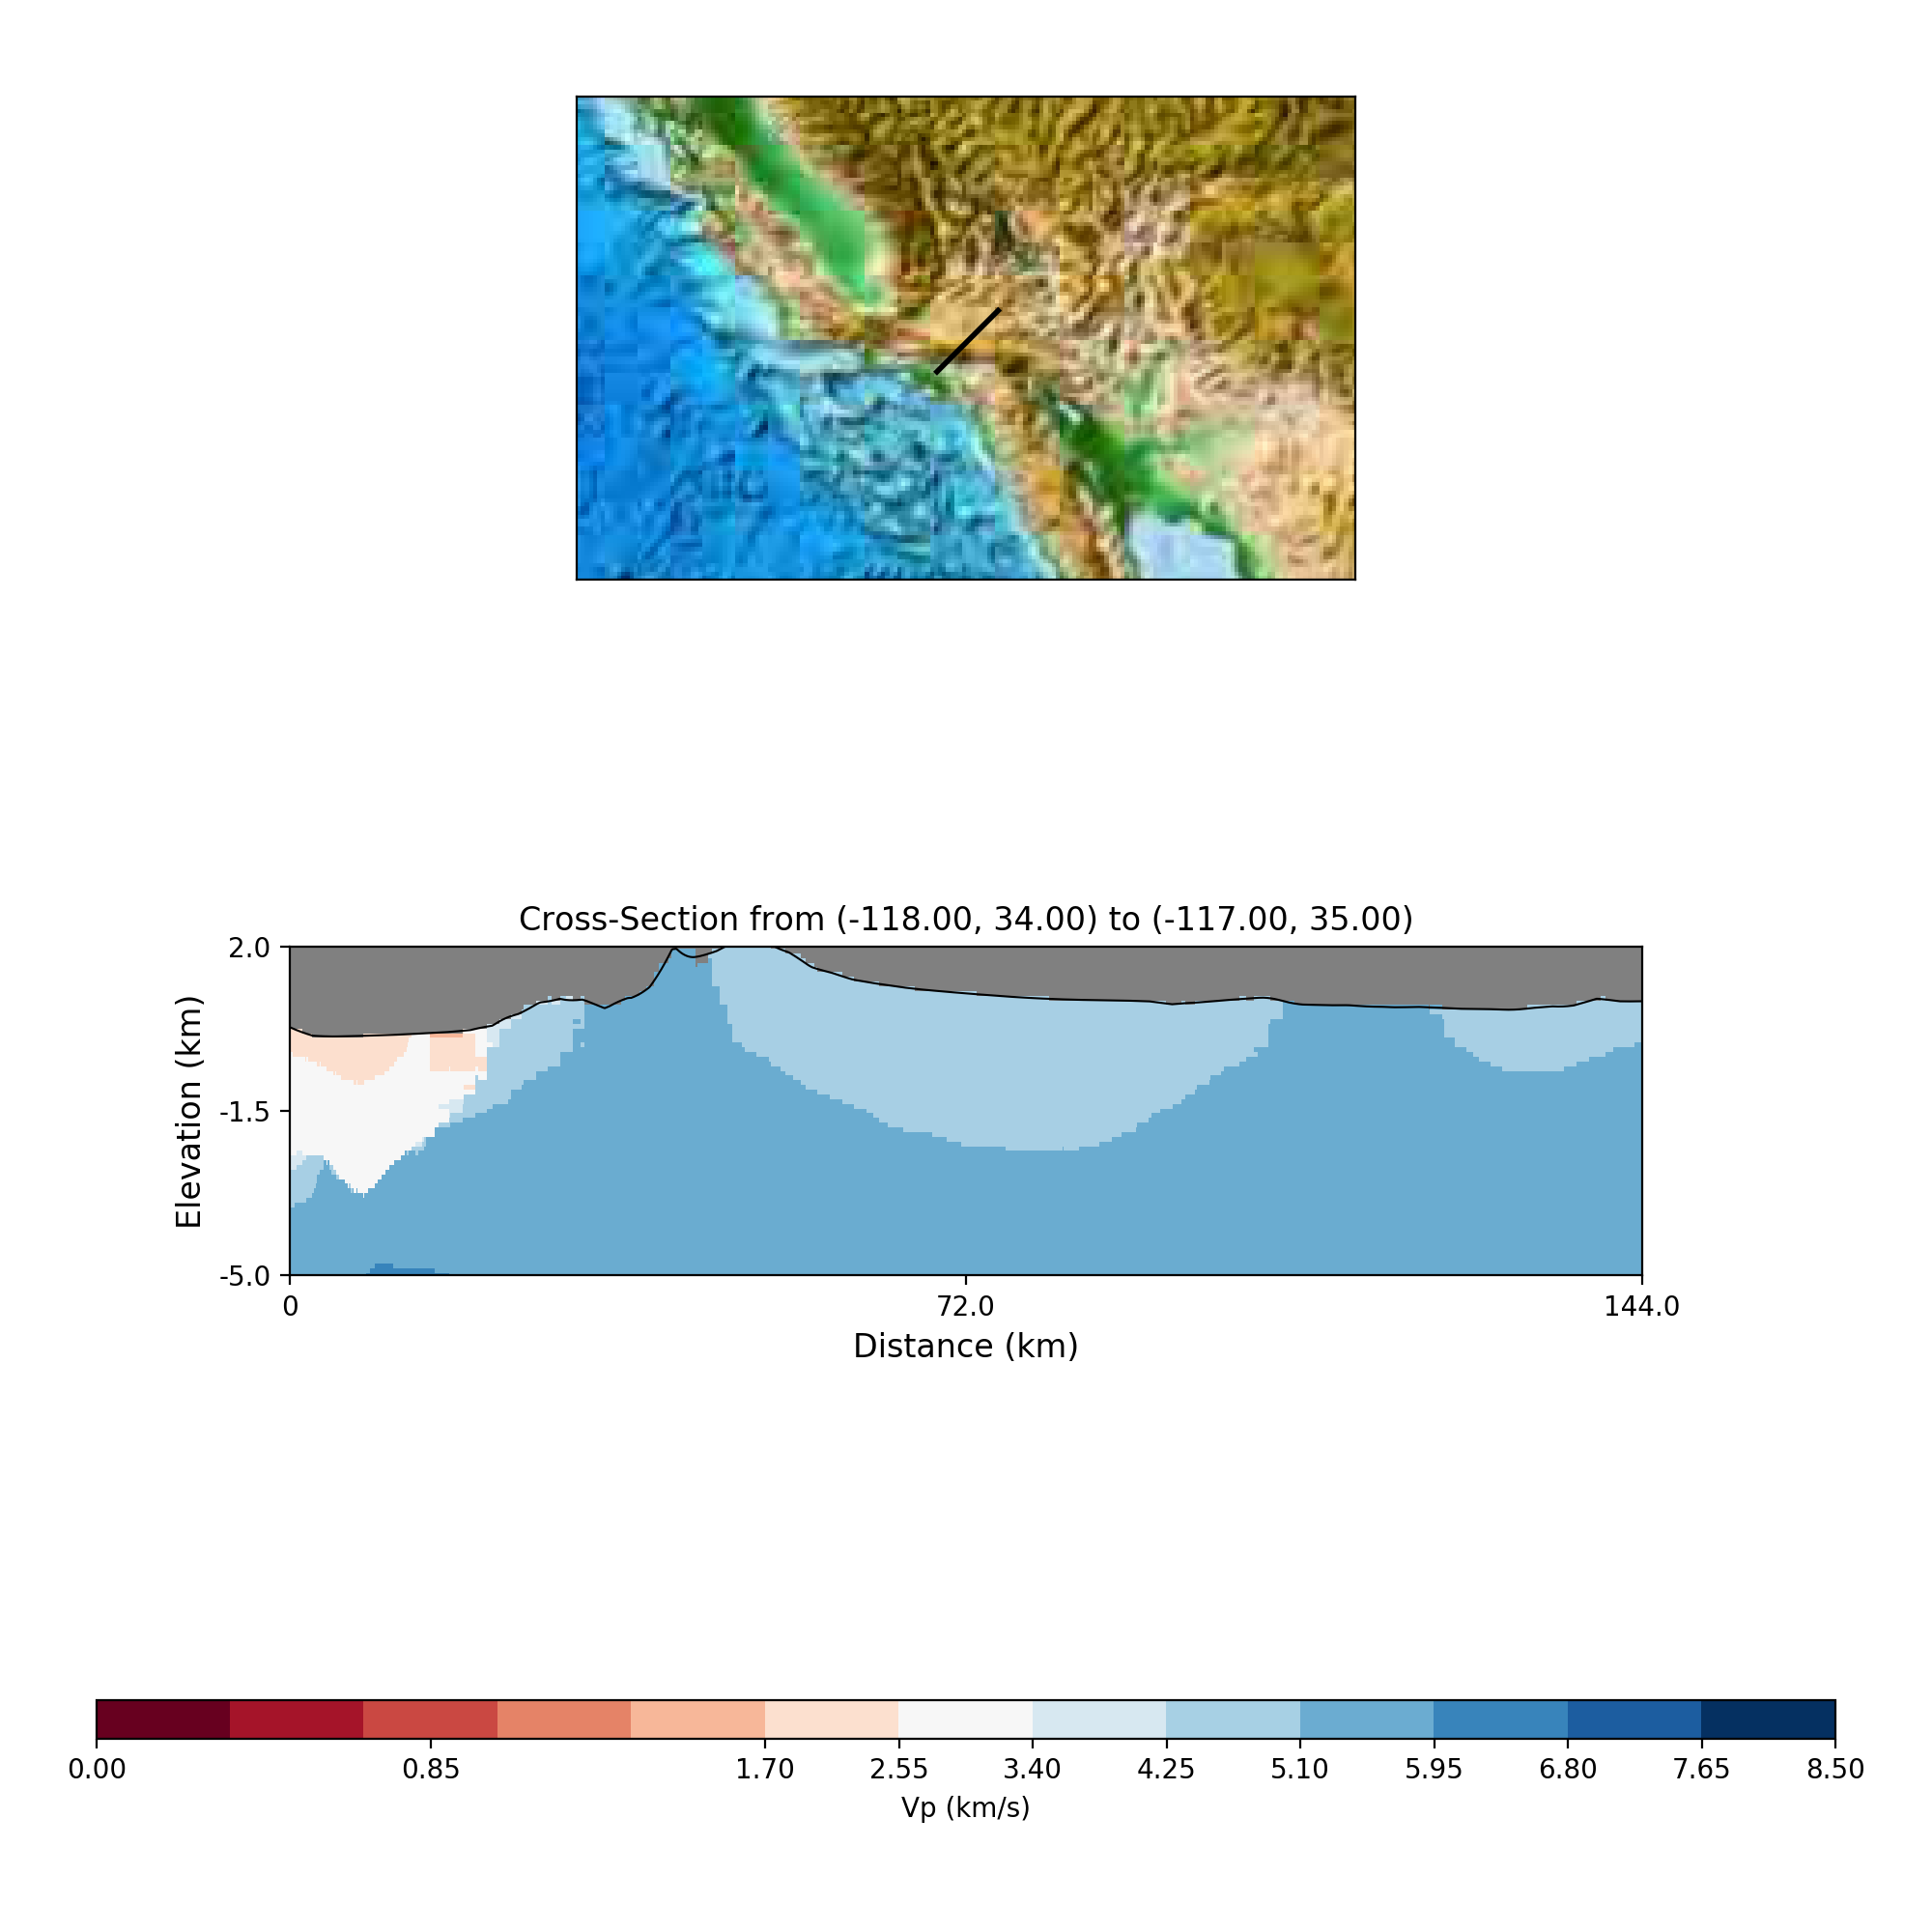 Cross-Section from (-118.00, 34.00) to (-117.00, 35.00)
2.0
-1.5
-5.0
Elevation (km)
0 72.0 144.0
Distance (km)
0.00 0.85 1.70 2.55 3.40 4.25 5.10 5.95 6.80 7.65 8.50
Vp (km/s)